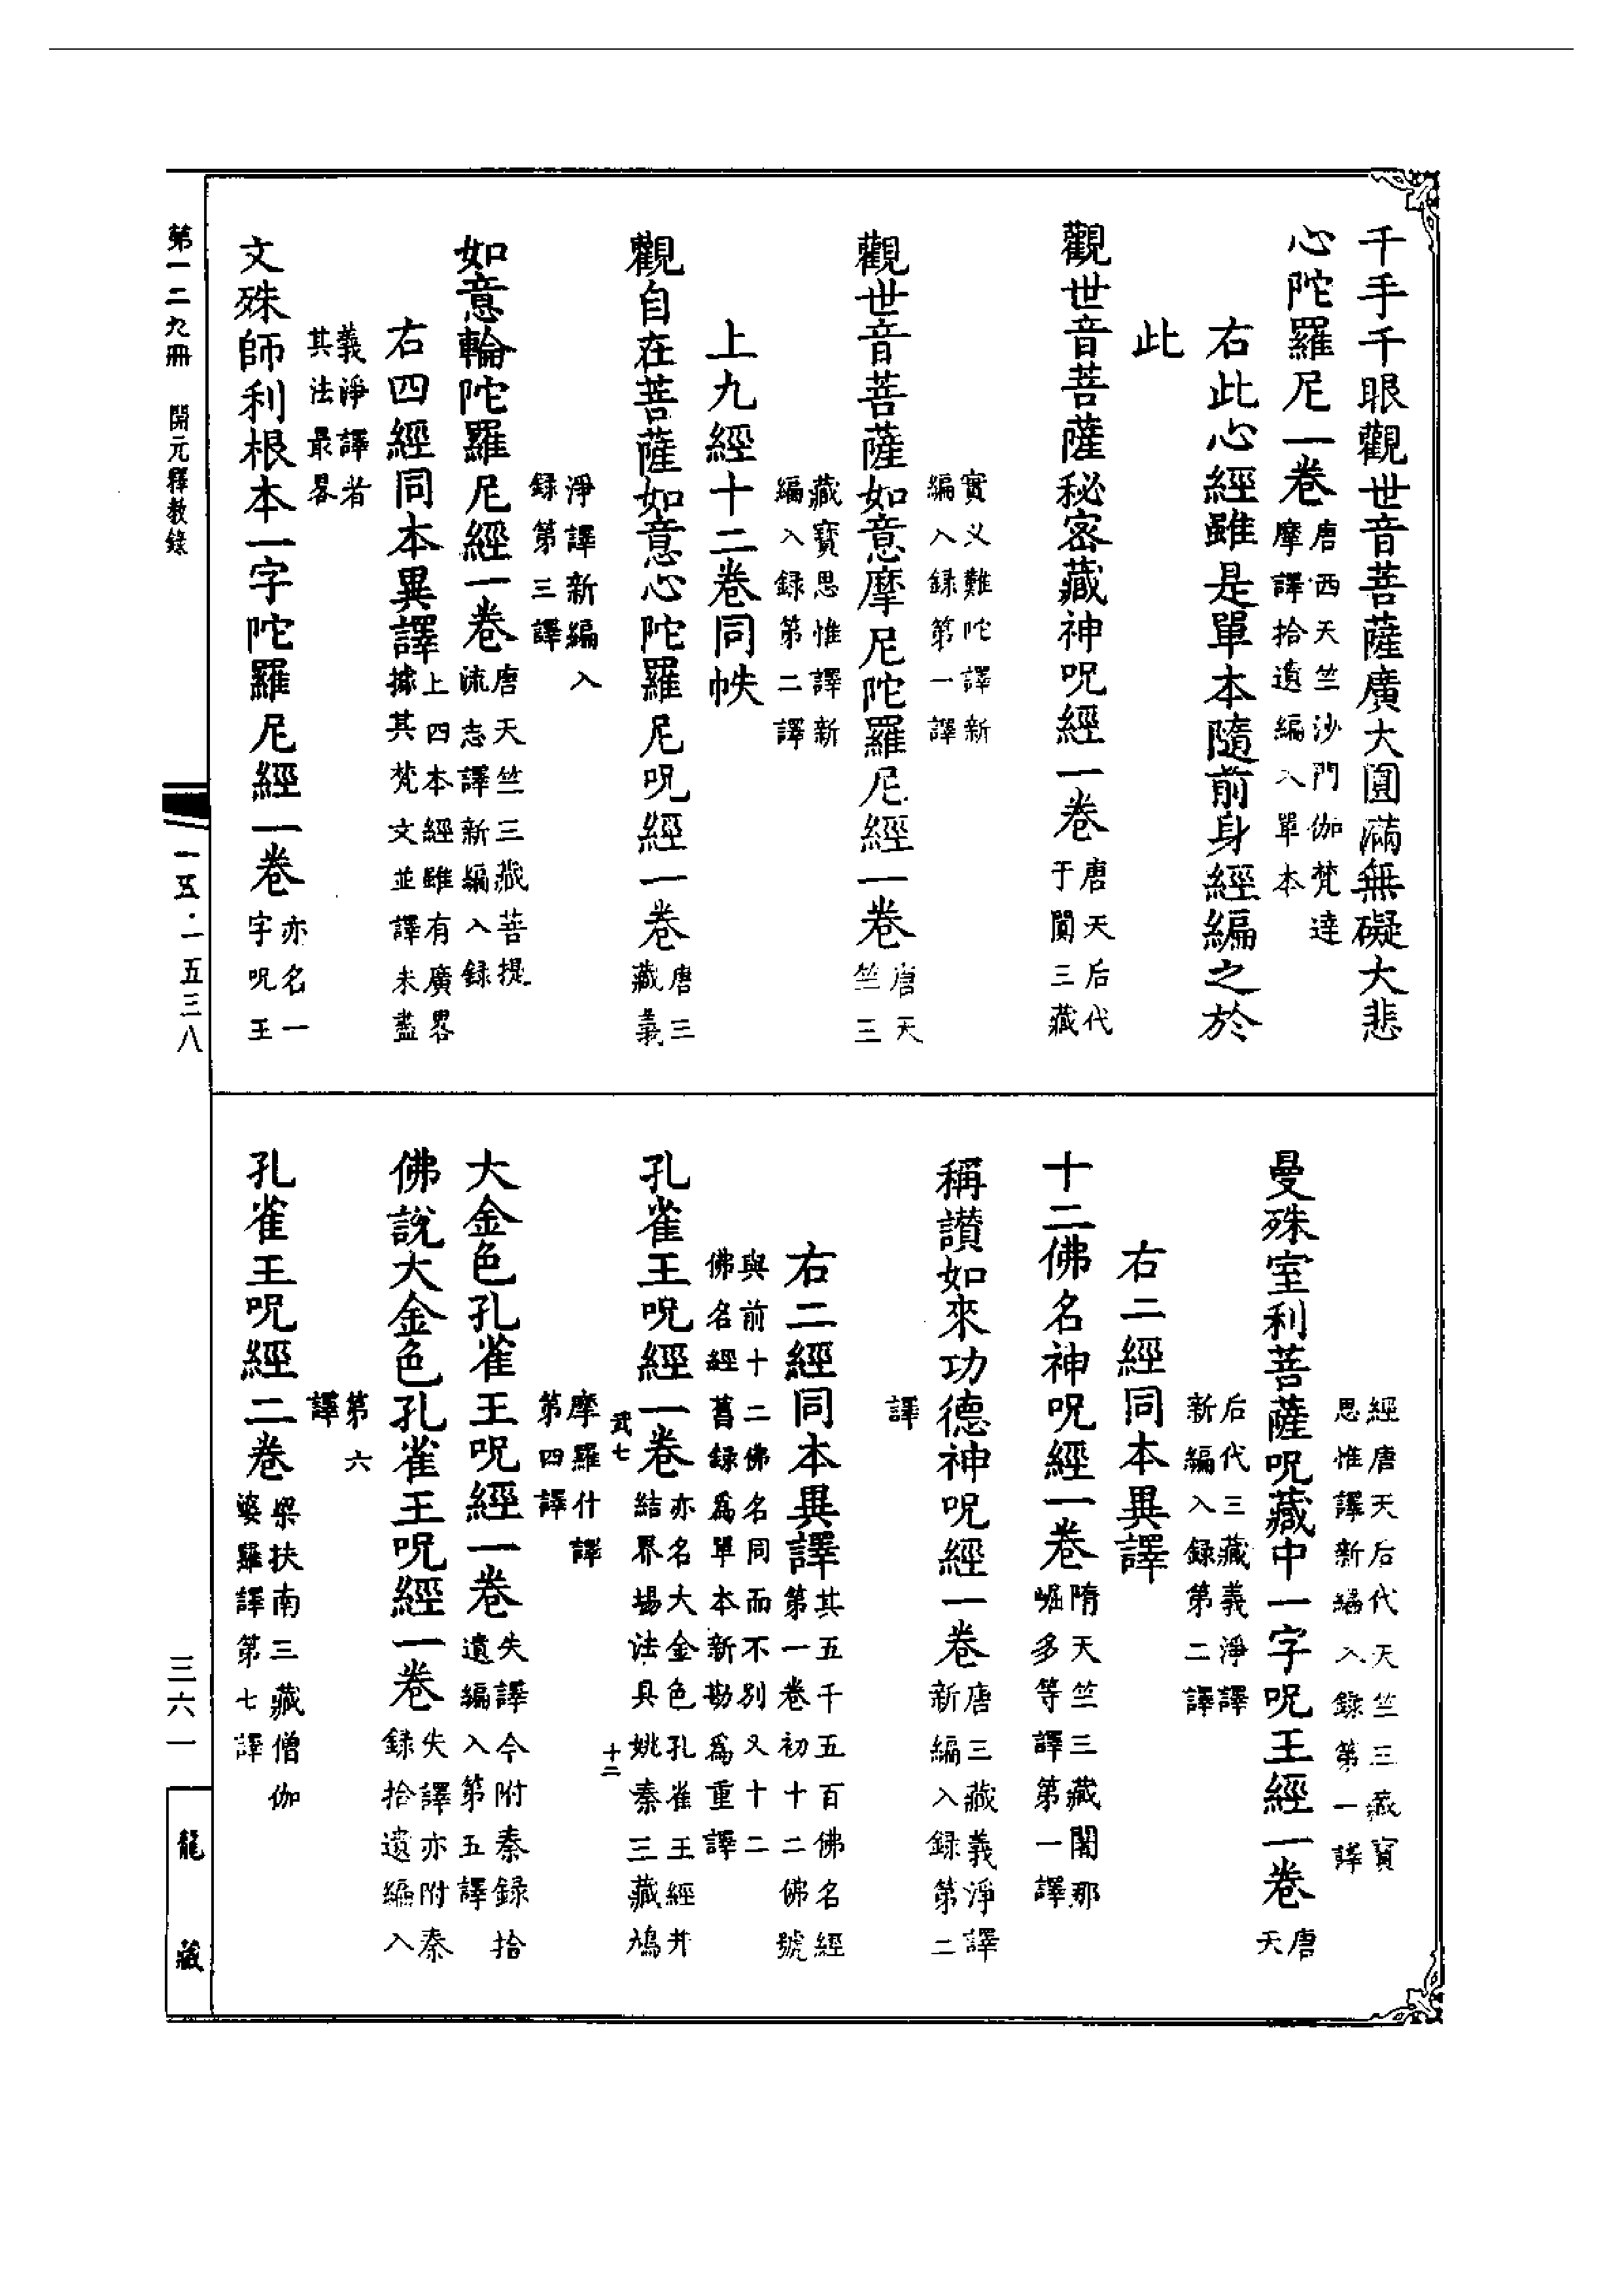 千手千眼觀世音菩薩廣大圓滿無礙大悲
心陀羅尼一卷唐西天竺沙門伽梵達
摩譯拾遺編入單本
右此心經雖是單本隨前身經編之於
此
觀世音菩薩秘密藏神呪經一卷唐天后代
于闐三藏
實义難陀譯新
編入録第一譯
觀世音菩薩如意摩尼陀羅尼經一卷唐天
竺三
藏寳思惟譯新
編入録第二譯
上九經十二卷同帙
觀自在菩薩如意心陀羅尼呪經一卷唐三
藏義
淨譯新編入
録第三譯
如意輪陀羅尼經一卷唐天竺三藏菩提
流志譯新編入録
右四經同本異譯上四本經雖有廣畧
據其梵文並譯未盡
義淨譯者
其法最畧
文殊師利根本一字陀羅尼經一卷亦名一
字呪王
經唐天后代天竺三藏寳
思惟譯新編入録第一譯
曼殊室利菩薩呪藏中一字呪王經一卷唐
天
后代三藏義淨譯
新編入録第二譯
右二經同本異譯
十二佛名神呪經一卷隋天竺三藏闍那
崛多等譯第一譯
稱讃如來功德神呪經一卷唐三藏義淨譯
新編入録第二
譯
右二經同本異譯其五千五百佛名經
第一卷初十二佛號
與前十二佛名同而不别又十二
佛名經舊録爲單本新勘爲重譯
孔雀王呪經一卷亦名大金色孔雀王經并
結界場法具姚秦三藏鳩
武七
十二
摩羅什譯
第四譯
大金色孔雀王呪經一卷失譯今附秦録拾
遺編入第五譯
佛說大金色孔雀王呪經一卷失譯亦附秦
録拾遺編入
第六
譯
孔雀王呪經二卷梁扶南三藏僧伽
婆羅譯第七譯
第一二九冊 開元釋教錄
一五·一五三八
三六一
龍藏